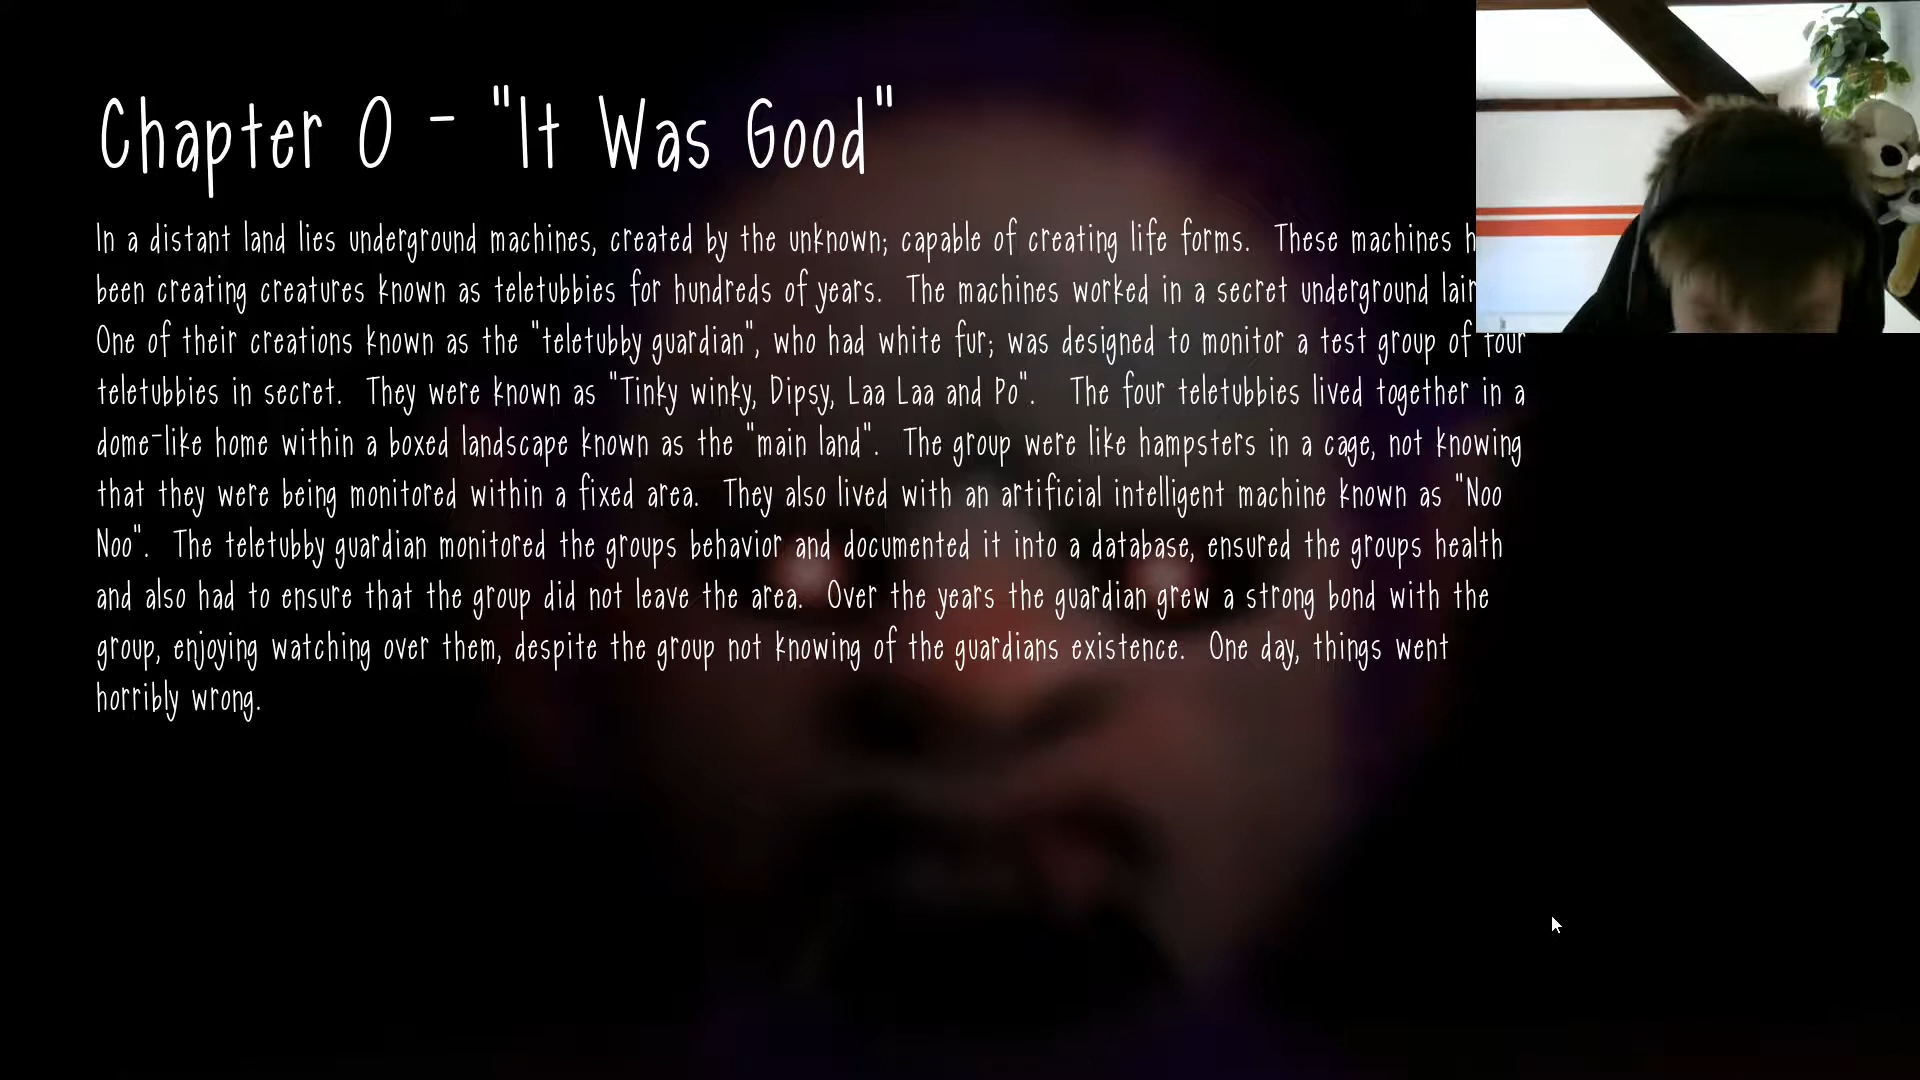 Chapter 0 - "It Was Good"
In a distant land lies underground machines, created by the unknown; capable of creating life forms. These machines
been creating creatures known as teletubbies for hundreds of years. The machines worked in a secret underground lair
One of their creations known as the "teletubby guardian", who had white fur; was designed to monitor a test group of four
teletubbies in secret. They were known as "Tinky winky, Dipsy, Laa Laa and Po". The four teletubbies lived together in a
dome-like home within a boxed landscape known as the "main land". The group were like hampsters in a cage, not knowing
that they were being monitored within a fixed area. They also lived with an artificial intelligent machine known as "Noo
Noo". The teletubby guardian monitored the groups behavior and documented it into a database, ensured the groups health
and also had to ensure that the group did not leave the area. Over the years the guardian grew a strong bond with the
group, enjoying watching over them, despite the group not knowing of the guardians existence. One day, things went
horribly wrong.